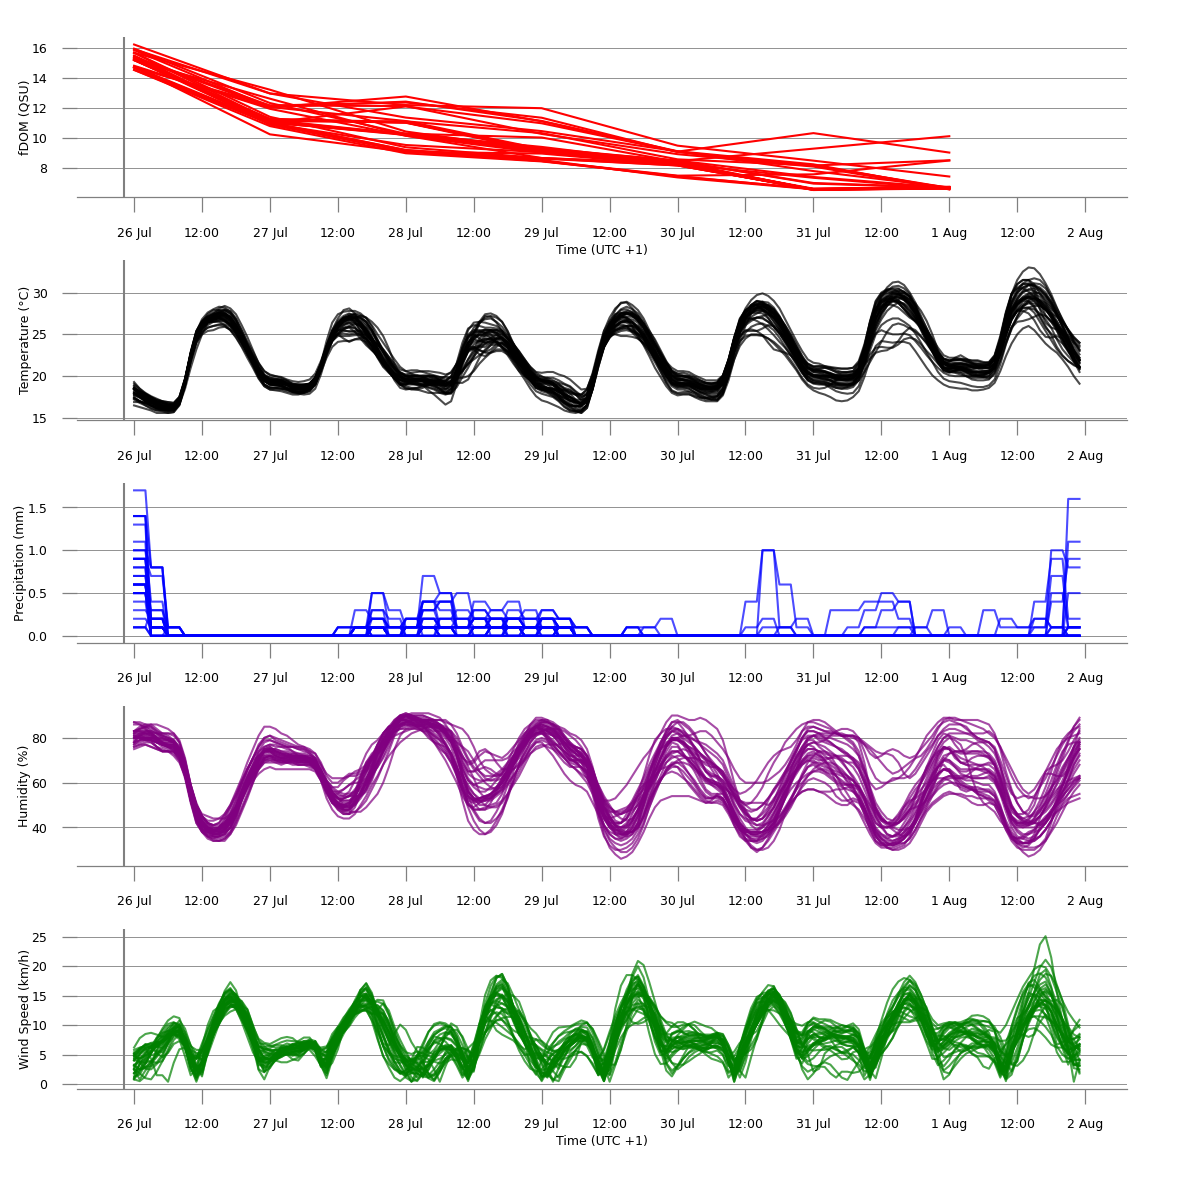 fDOM (QSU)
16
14
12
10
8
26 Jul 12:00 27 Jul 12:00 28 Jul 12:00 29 Jul 12:00 30 Jul 12:00 31 Jul 12:00 1 Aug 12:00 2 Aug
Time (UTC +1)
Temperature (°C)
30
25
20
15
26 Jul 12:00 27 Jul 12:00 28 Jul 12:00 29 Jul 12:00 30 Jul 12:00 31 Jul 12:00 1 Aug 12:00 2 Aug
Precipitation (mm)
1.5
1.0
0.5
0.0
26 Jul 12:00 27 Jul 12:00 28 Jul 12:00 29 Jul 12:00 30 Jul 12:00 31 Jul 12:00 1 Aug 12:00 2 Aug
Humidity (%)
80
60
40
26 Jul 12:00 27 Jul 12:00 28 Jul 12:00 29 Jul 12:00 30 Jul 12:00 31 Jul 12:00 1 Aug 12:00 2 Aug
Wind Speed (km/h)
25
20
15
10
5
0
26 Jul 12:00 27 Jul 12:00 28 Jul 12:00 29 Jul 12:00 30 Jul 12:00 31 Jul 12:00 1 Aug 12:00 2 Aug
Time (UTC +1)